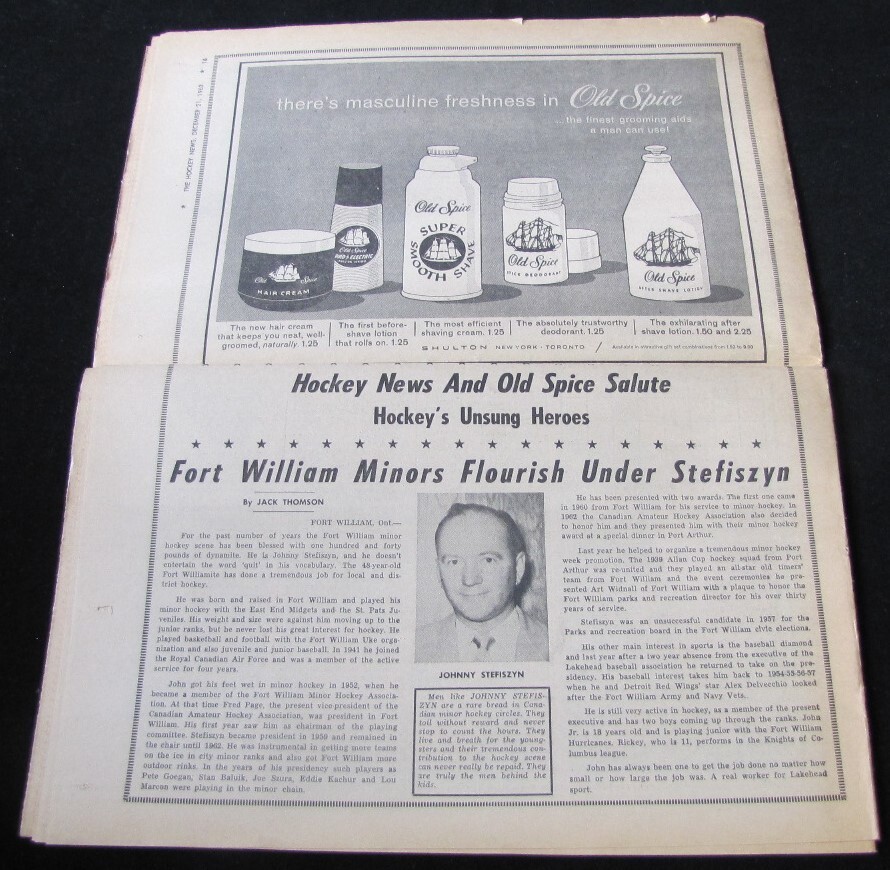 ★ THE HOCKEY NEWS, DECEMBER 21, 1963 ★ 18
there's masculine freshness in Old Spice
...the finest grooming aids
a man can use!
Old Spice
HAIR CREAM
Old Spice
Old Spice
SUPER
SMOOTH SHAVE
Old Spice
STICK DEODORANT
Old Spice
AFTER SHAVE LOTION
The new hair cream
that keeps you neat, well-
groomed, naturally. 1.25
The first before-
shave lotion
that rolls on. 1.25
The most efficient
shaving cream. 1.25
The absolutely trustworthy
deodorant. 1.25
The exhilarating after
shave lotion. 1.50 and 2.25
SHULTON NEW YORK • TORONTO
Hockey News And Old Spice Salute
Hockey's Unsung Heroes
Fort William Minors Flourish Under Stefiszyn
By JACK THOMSON
FORT WILLIAM, Ont—
For the past number of years the Fort William minor
hockey scene has been blessed with one hundred and forty
pounds of dynamite. He is Johnny Stefiszyn, and he doesn't
entertain the word 'quit' in his vocabulary. The 48-year-old
Fort Williamite has done a tremendous job for local and dis-
trict hockey.
He was born and raised in Fort William and played his
minor hockey with the East End Midgets and the St. Pats Ju-
veniles. His weight and size were against him moving up to the
junior ranks, but he never lost his great interest for hockey. He
played basketball and football with the Fort William Uke orga-
nization and also juvenile and junior baseball. In 1941 he joined
the Royal Canadian Air Force and was a member of the active
service for four years.
John got his feet wet in minor hockey in 1952, when he
became a member of the Fort William Minor Hockey Associa-
tion. At that time Fred Page, the present vice-president of the
Canadian Amateur Hockey Association, was president in Fort
William. His first year saw him as chairman of the playing
committee. Stefiszyn became president in 1959 and remained in
the chair until 1962. He was instrumental in getting more teams
on the ice in city minor ranks and also got Fort William more
outdoor rinks. In the years of his presidency such players as
Pete Goegan, Stan Baluik, Joe Szura, Eddie Kachur and Lou
Marcon were playing in the minor chain.
JOHNNY STEFISZYN
Men like JOHNNY STEFIS-
ZYN are a rare breed in Cana-
dian minor hockey circles. They
toil without reward and never
stop to count the hours. They
live and breath for the young-
sters and their tremendous con-
tribution to the hockey scene
can never really be repaid. They
are truly the men behind the
kids.
He has been presented with two awards. The first one came
in 1960 from Fort William for his service to minor hockey. In
1962 the Canadian Amateur Hockey Association also decided
to honor him and they presented him with their minor hockey
award at a special dinner in Port Arthur.
Last year he helped to organize a tremendous minor hockey
week promotion. The 1939 Allan Cup hockey squad from Port
Arthur was re-united and they played an all-star old timers'
team from Fort William and the event ceremonies he pre-
sented Art Widnall of Fort William with a plaque to honor the
Fort William parks and recreation director for his over thirty
years of service.
Stefiszyn was an unsuccessful candidate in 1957 for the
Parks and recreation board in the Fort William civic elections.
His other main interest in sports is the baseball diamond
and last year after a two year absence from the executive of the
Lakehead baseball association he returned to take on the pre-
sidency. His baseball interest takes him back to 1954-55-56-57
when he and Detroit Red Wings' star Alex Delvecchio looked
after the Fort William Army and Navy Vets.
He is still very active in hockey, as a member of the present
executive and has two boys coming up through the ranks. John
Jr. is 18 years old and is playing junior with the Fort William
Hurricanes. Rickey, who is 11, performs in the Knights of Co-
lumbus league.
John has always been one to get the job done no matter how
small or how large the job was. A real worker for Lakehead
sport.